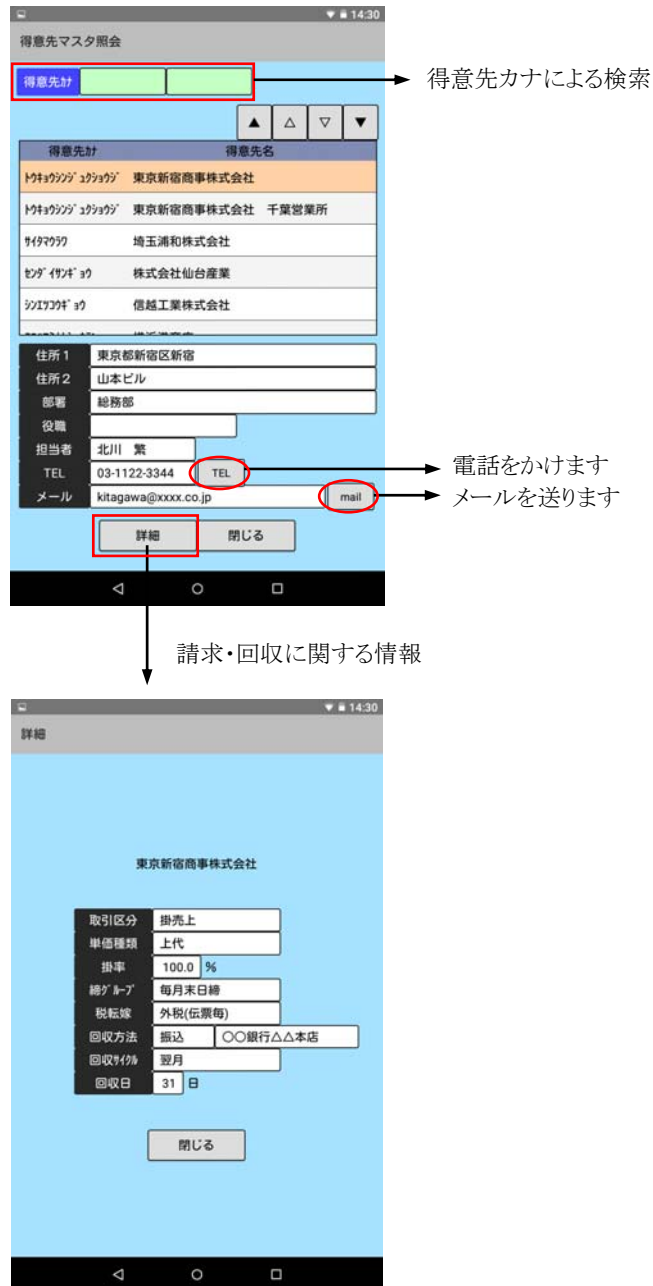 14:30
得意先マスタ照会
得意先ｶﾅ
得意先カナによる検索
▲ △ ▽ ▼
得意先ｶﾅ 得意先名
ﾄｳｷｮｳｼﾝｼﾞｭｸｼｮｳｼﾞ 東京新宿商事株式会社
ﾄｳｷｮｳｼﾝｼﾞｭｸｼｮｳｼﾞ 東京新宿商事株式会社 千葉営業所
ｻｲﾀﾏｳﾗﾜ 埼玉浦和株式会社
ｾﾝﾀﾞｲｻﾝｷﾞｮｳ 株式会社仙台産業
ｼﾝｴﾂｺｳｷﾞｮｳ 信越工業株式会社
住所1 東京都新宿区新宿
住所2 山本ビル
部署 総務部
役職
担当者 北川 繁
TEL 03-1122-3344 TEL
電話をかけます
メール kitagawa@xxxx.co.jp mail
メールを送ります
詳細 閉じる
請求・回収に関する情報
14:30
詳細
東京新宿商事株式会社
取引区分 掛売上
単価種類 上代
掛率 100.0 %
締ｸﾞﾙｰﾌﾟ 毎月末日締
税転嫁 外税(伝票毎)
回収方法 振込 〇〇銀行△△本店
回収ｻｲｸﾙ 翌月
回収日 31 日
閉じる